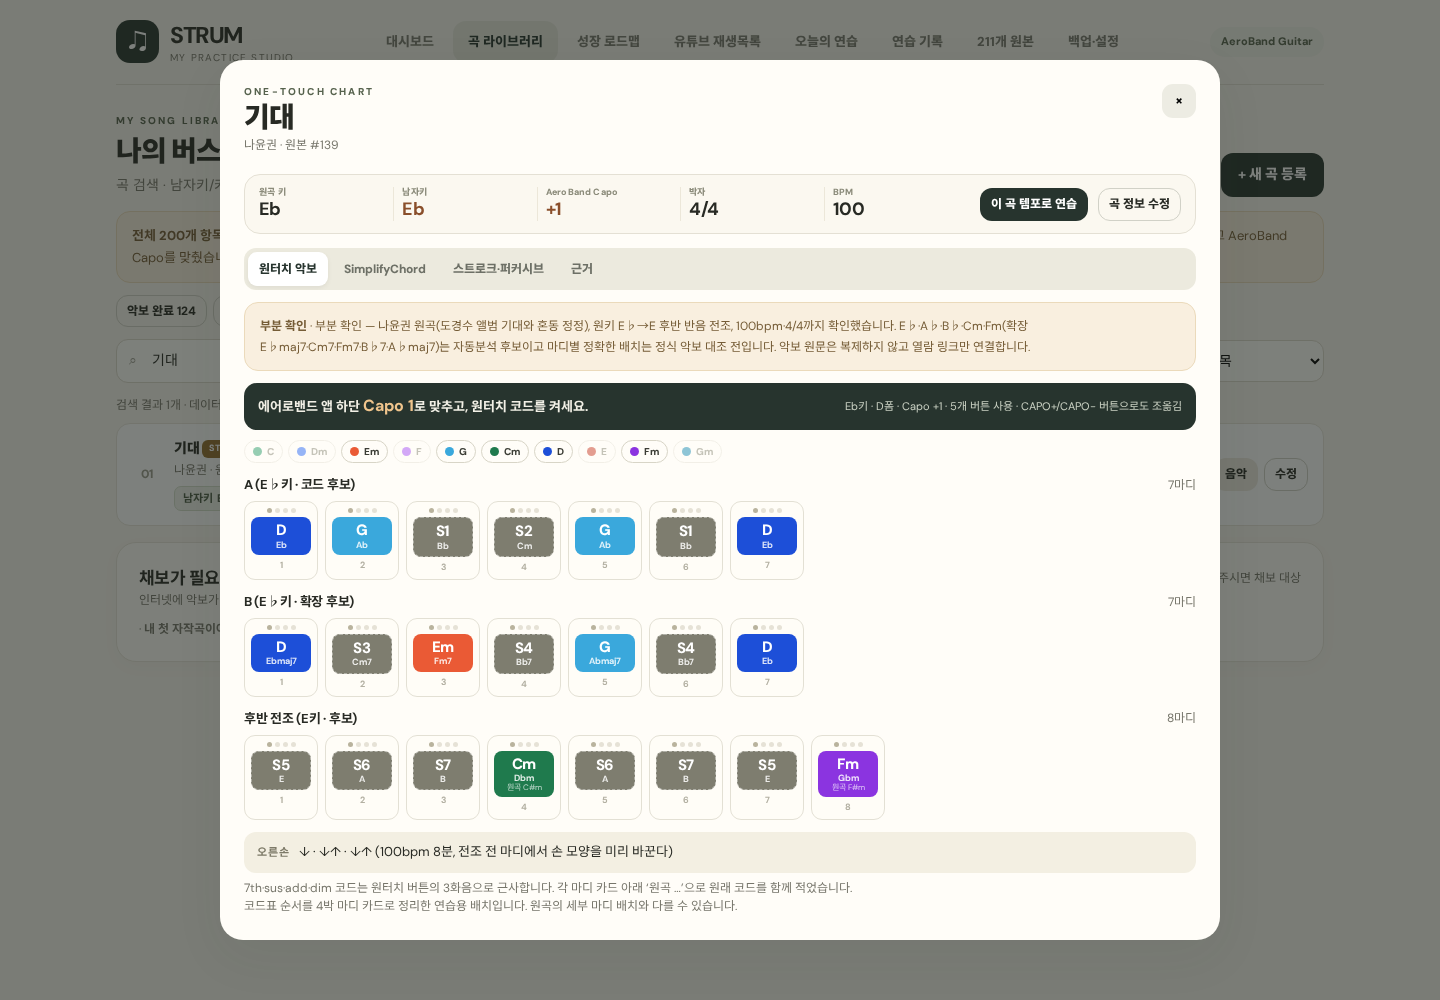 STRUM
MY PRACTICE STUDIO
대시보드
곡 라이브러리
성장 로드맵
유튜브 재생목록
오늘의 연습
연습 기록
211개 원본
백업·설정
AeroBand Guitar
MY SONG LIBRA
나의 버스
곡 검색 · 남자키/
+ 새 곡 등록
전체 200개 항목
Capo를 맞췄습니
AeroBand
악보 완료 124
⌕ 기대
목
검색 결과 1개 · 데이터
01
기대 ST
나윤권 ·
남자키
음악
수정
채보가 필요
인터넷에 악보가
· 내 첫 자작곡이
주시면 채보 대상
ONE-TOUCH CHART
기대
나윤권 · 원본 #139
×
원곡 키
Eb
남자키
Eb
AeroBand Capo
+1
박자
4/4
BPM
100
이 곡 템포로 연습
곡 정보 수정
원터치 악보
SimplifyChord
스트로크·퍼커시브
근거
부분 확인 · 부분 확인 — 나윤권 원곡(도경수 앨범 기대와 혼동 정정), 원키 E♭→E 후반 반음 전조, 100bpm·4/4까지 확인했습니다. E♭·A♭·B♭·Cm·Fm(확장
E♭maj7·Cm7·Fm7·B♭7·A♭maj7)는 자동분석 후보이고 마디별 정확한 배치는 정식 악보 대조 전입니다. 악보 원문은 복제하지 않고 열람 링크만 연결합니다.
에어로밴드 앱 하단 Capo 1로 맞추고, 원터치 코드를 켜세요.
Eb키 · D폼 · Capo +1 · 5개 버튼 사용 · CAPO+/CAPO- 버튼으로도 조옮김
C Dm Em F G Cm D E Fm Gm
A (E♭키 · 코드 후보)
7마디
D G S1 S2 G S1 D
Eb Ab Bb Cm Ab Bb Eb
1 2 3 4 5 6 7
B (E♭키 · 확장 후보)
7마디
D S3 Em S4 G S4 D
Ebmaj7 Cm7 Fm7 Bb7 Abmaj7 Bb7 Eb
1 2 3 4 5 6 7
후반 전조 (E키 · 후보)
8마디
S5 S6 S7 Cm S6 S7 S5 Fm
E A B Dbm A B E Gbm
원곡 C#m 원곡 F#m
1 2 3 4 5 6 7 8
오른손 ↓ · ↓↑ · ↓↑ (100bpm 8분, 전조 전 마디에서 손 모양을 미리 바꾼다)
7th·sus·add·dim 코드는 원터치 버튼의 3화음으로 근사합니다. 각 마디 카드 아래 '원곡 …'으로 원래 코드를 함께 적었습니다.
코드표 순서를 4박 마디 카드로 정리한 연습용 배치입니다. 원곡의 세부 마디 배치와 다를 수 있습니다.